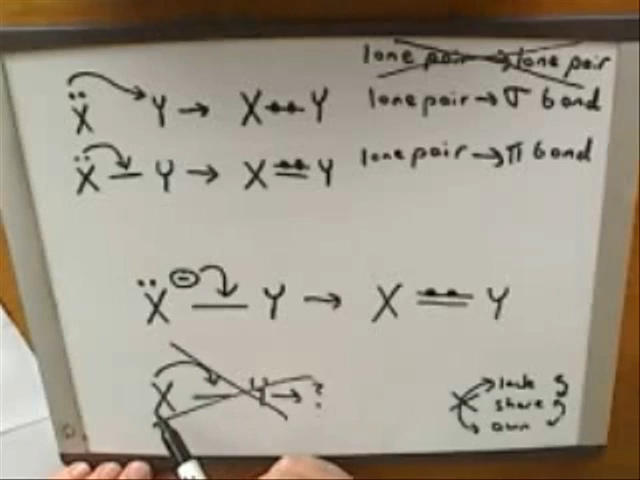 lone pair → lone pair
Ẍ Y → X •• Y
lone pair → σ bond
Ẍ — Y → X = Y
lone pair → π bond
Ẍ ⊖ — Y → X = Y
X — Y → ?
lack
X share
own